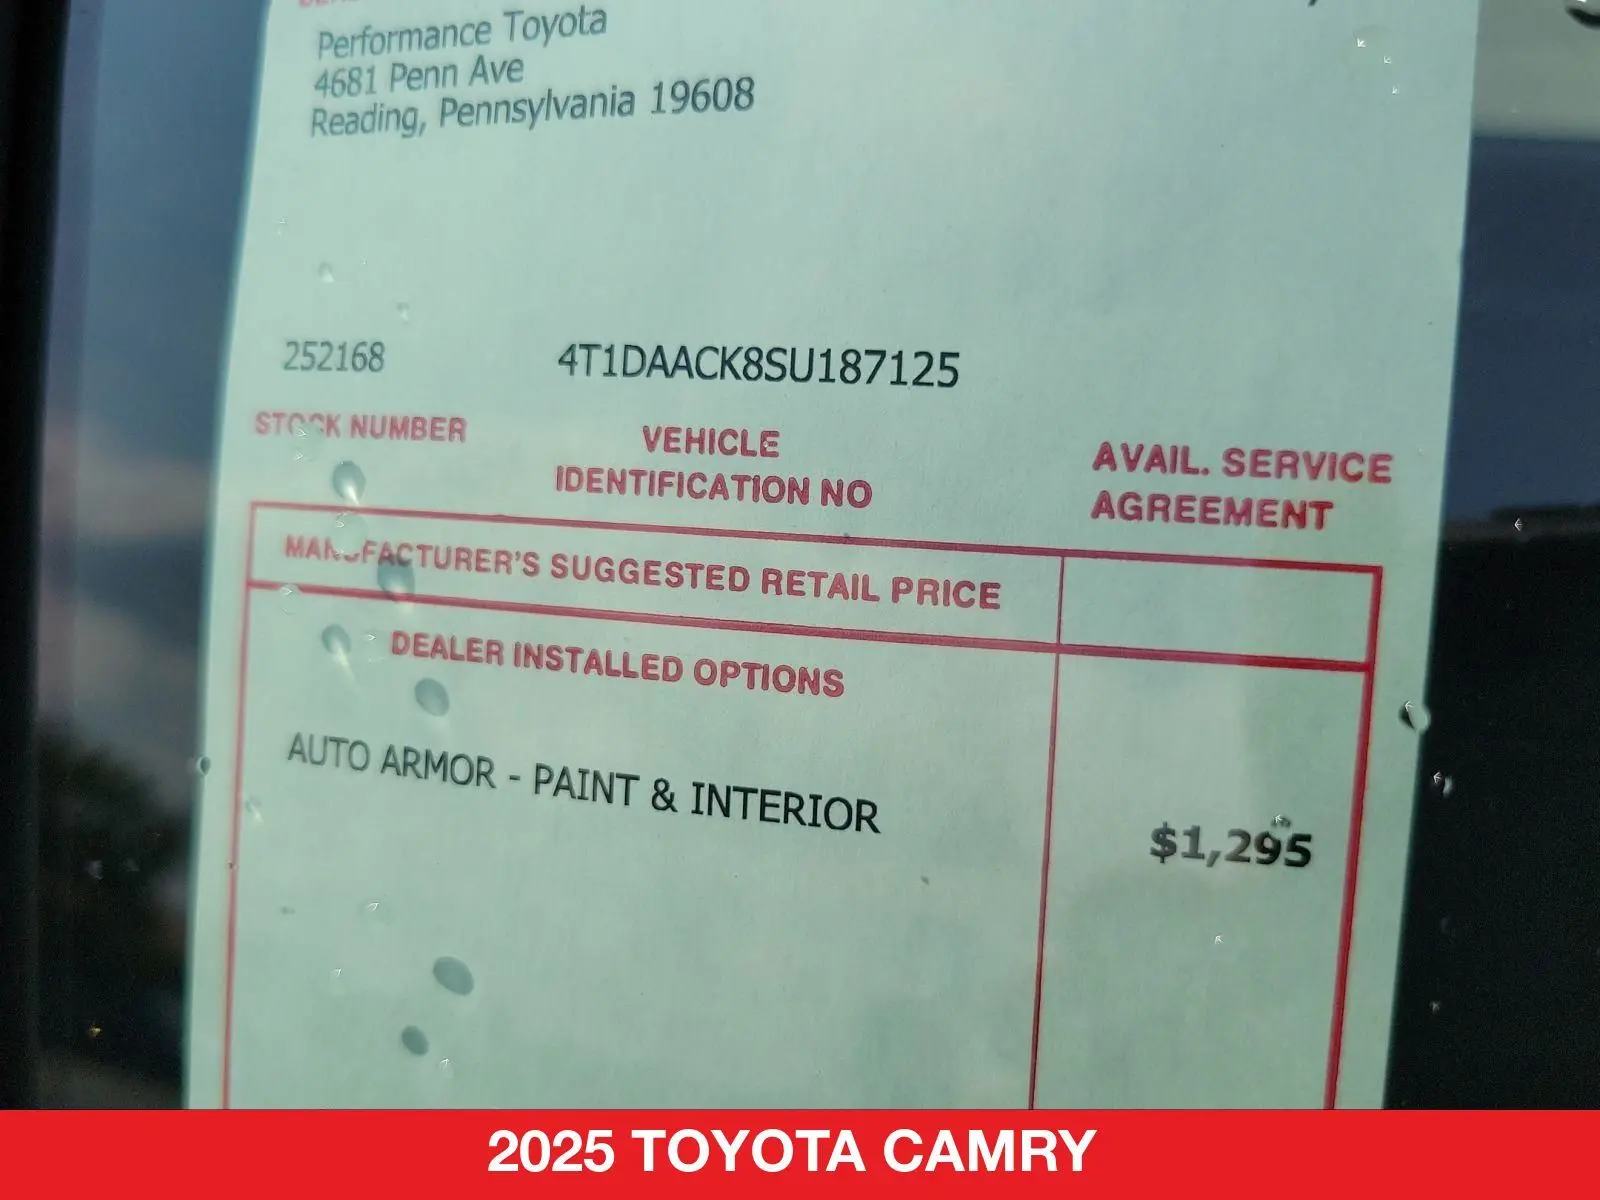 Performance Toyota
4681 Penn Ave
Reading, Pennsylvania 19608
252168
4T1DAACK8SU187125
STOCK NUMBER
VEHICLE
IDENTIFICATION NO
AVAIL. SERVICE
AGREEMENT
MANUFACTURER'S SUGGESTED RETAIL PRICE
DEALER INSTALLED OPTIONS
AUTO ARMOR - PAINT & INTERIOR
$1,295
2025 TOYOTA CAMRY